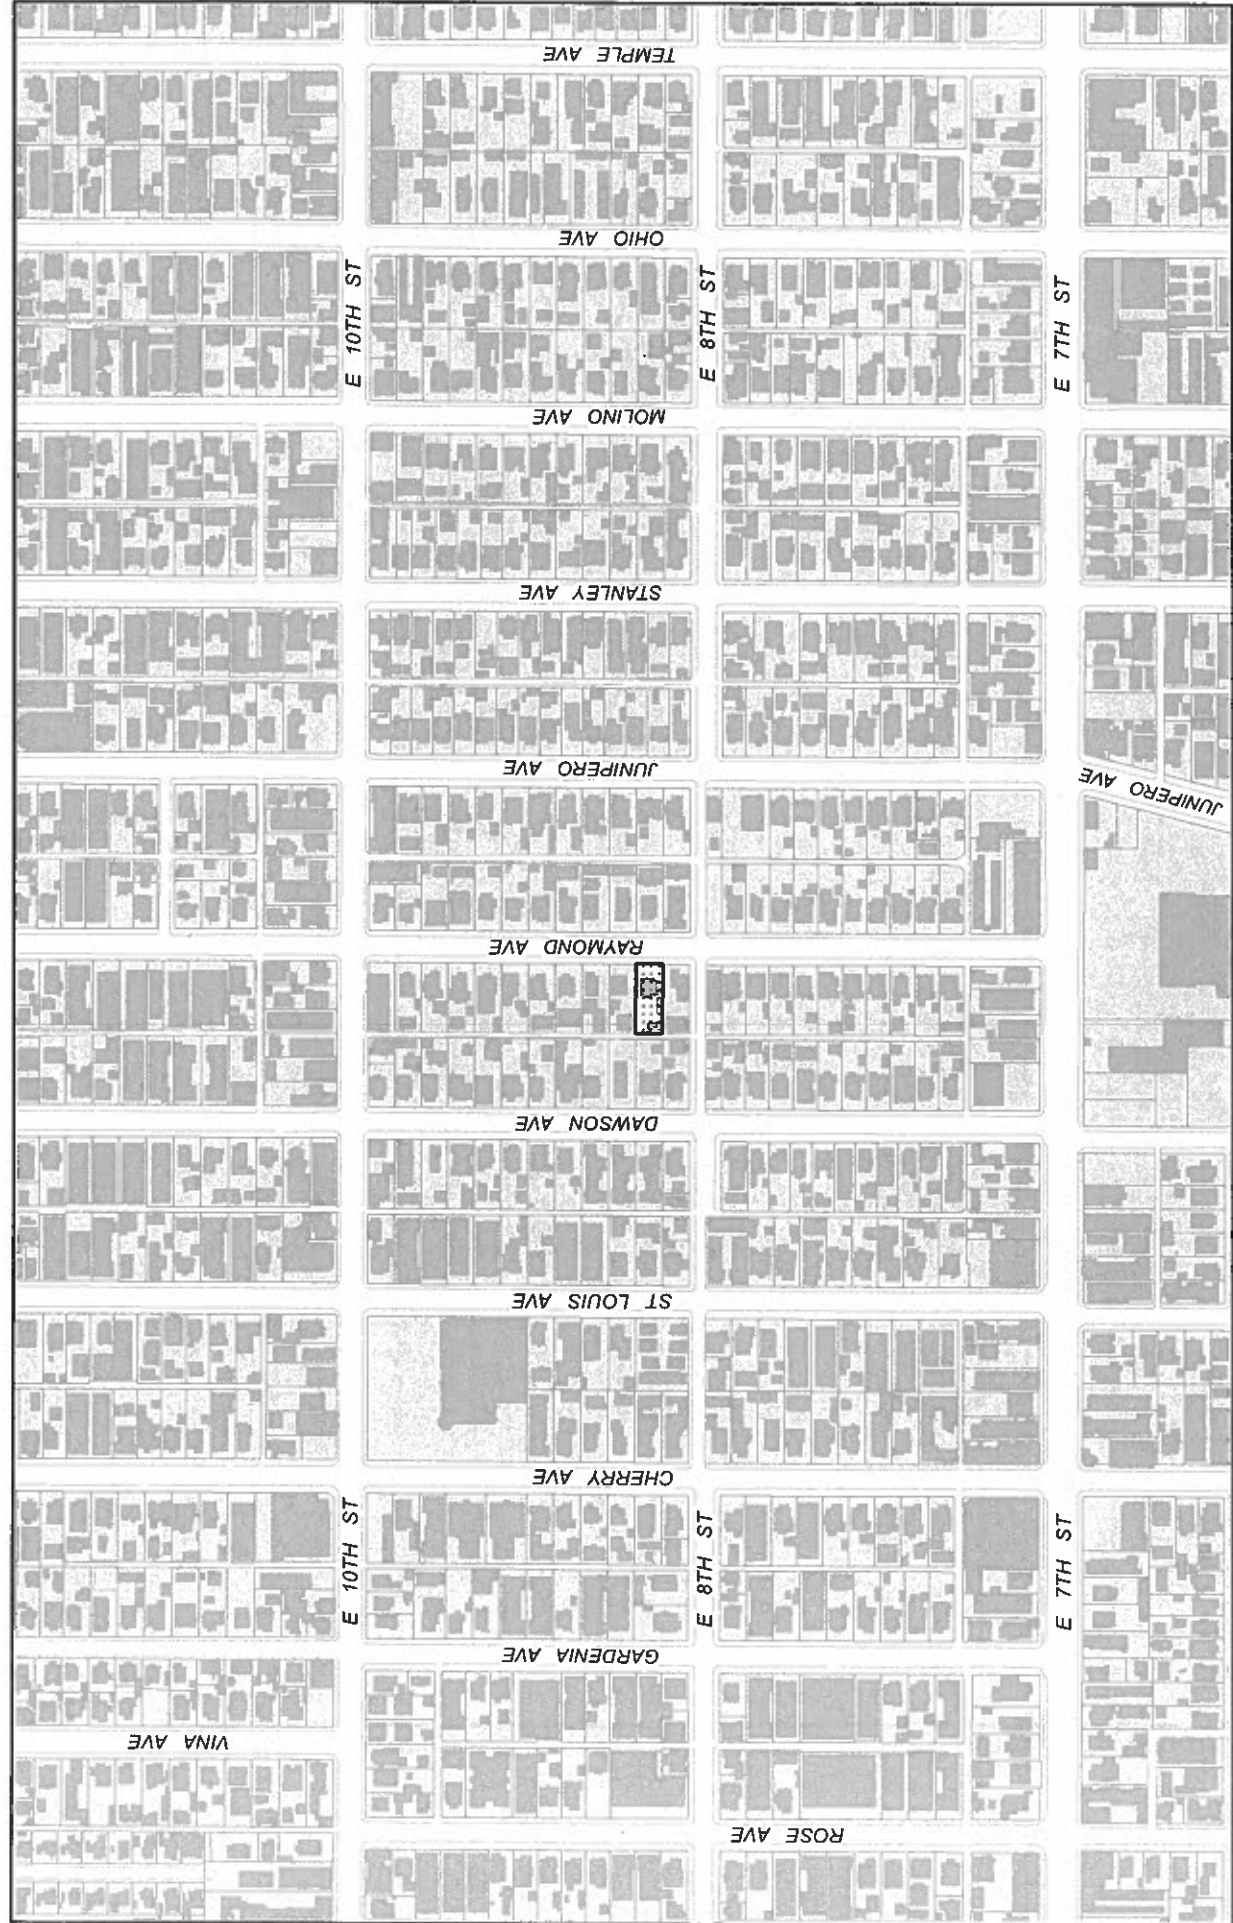 TEMPLE AVE
OHIO AVE
E 10TH ST
E 8TH ST
E 7TH ST
MOLINO AVE
STANLEY AVE
JUNIPERO AVE
JUNIPERO AVE
RAYMOND AVE
DAWSON AVE
ST LOUIS AVE
CHERRY AVE
E 10TH ST
E 8TH ST
E 7TH ST
GARDENIA AVE
VINA AVE
ROSE AVE